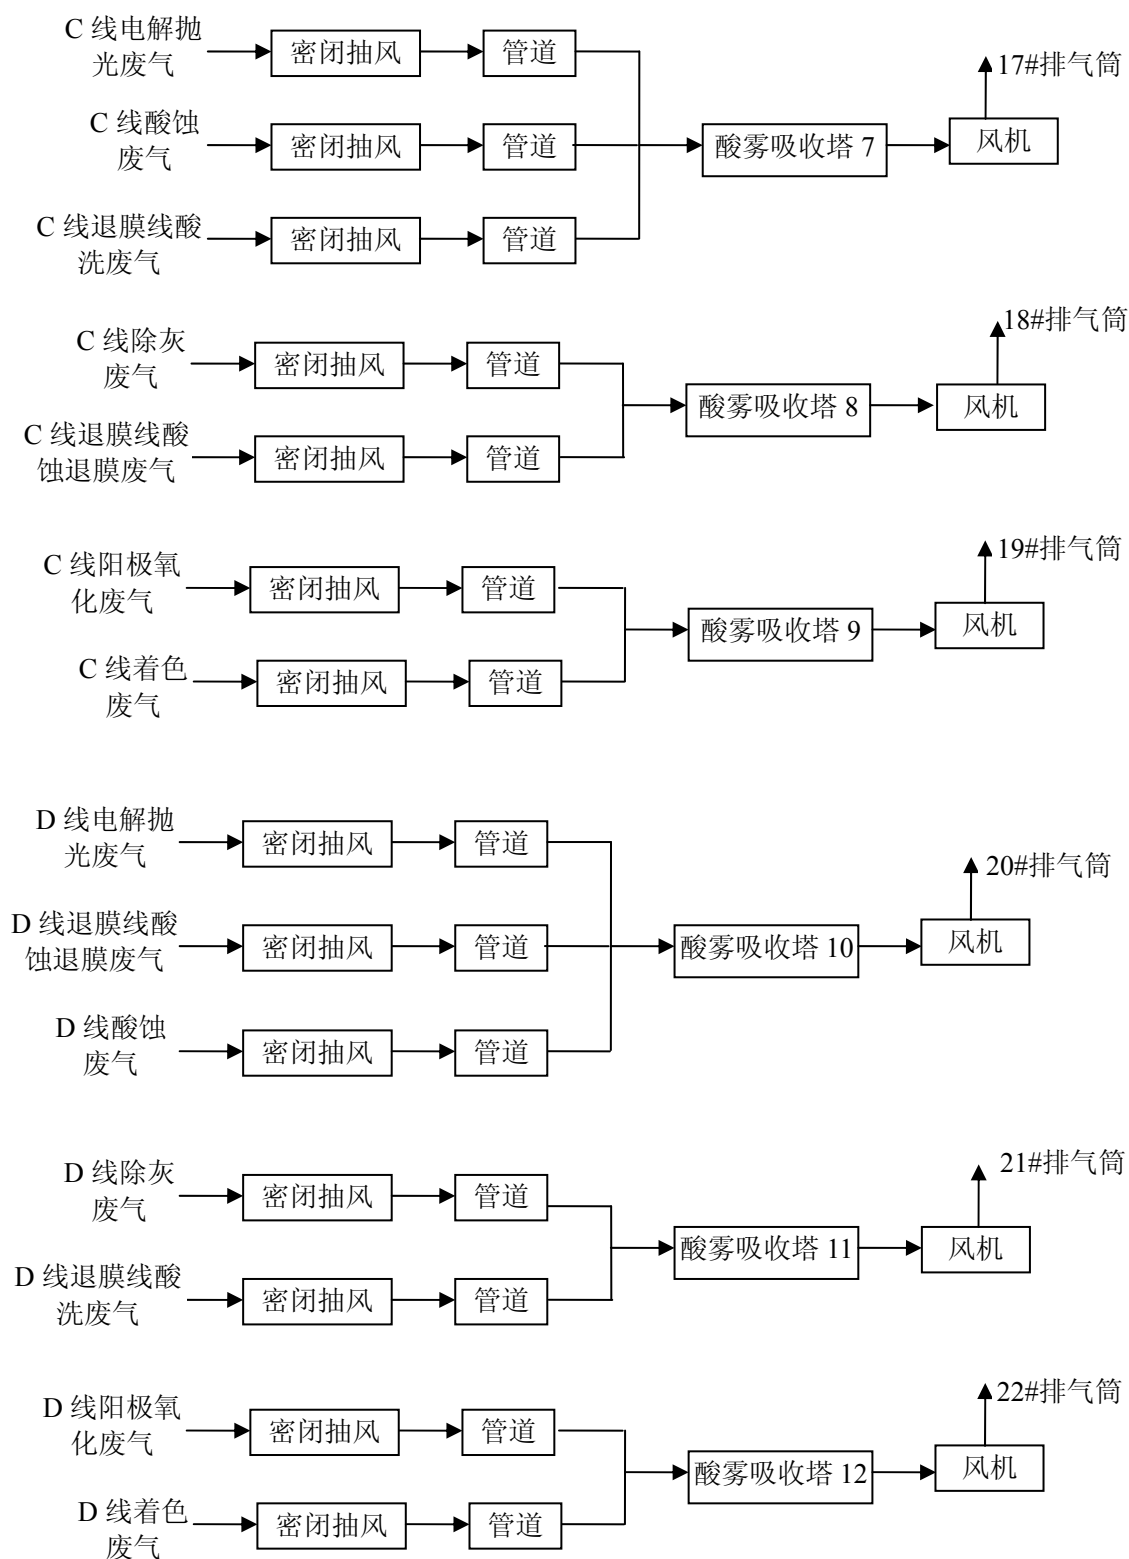 C 线电解抛
光废气
密闭抽风
管道
17#排气筒
C 线酸蚀
废气
密闭抽风
管道
酸雾吸收塔 7
风机
C 线退膜线酸
洗废气
密闭抽风
管道
C 线除灰
废气
密闭抽风
管道
18#排气筒
酸雾吸收塔 8
风机
C 线退膜线酸
蚀退膜废气
密闭抽风
管道
C 线阳极氧
化废气
密闭抽风
管道
19#排气筒
酸雾吸收塔 9
风机
C 线着色
废气
密闭抽风
管道
D 线电解抛
光废气
密闭抽风
管道
20#排气筒
D 线退膜线酸
蚀退膜废气
密闭抽风
管道
酸雾吸收塔 10
风机
D 线酸蚀
废气
密闭抽风
管道
D 线除灰
废气
密闭抽风
管道
21#排气筒
酸雾吸收塔 11
风机
D 线退膜线酸
洗废气
密闭抽风
管道
D 线阳极氧
化废气
密闭抽风
管道
22#排气筒
酸雾吸收塔 12
风机
D 线着色
废气
密闭抽风
管道